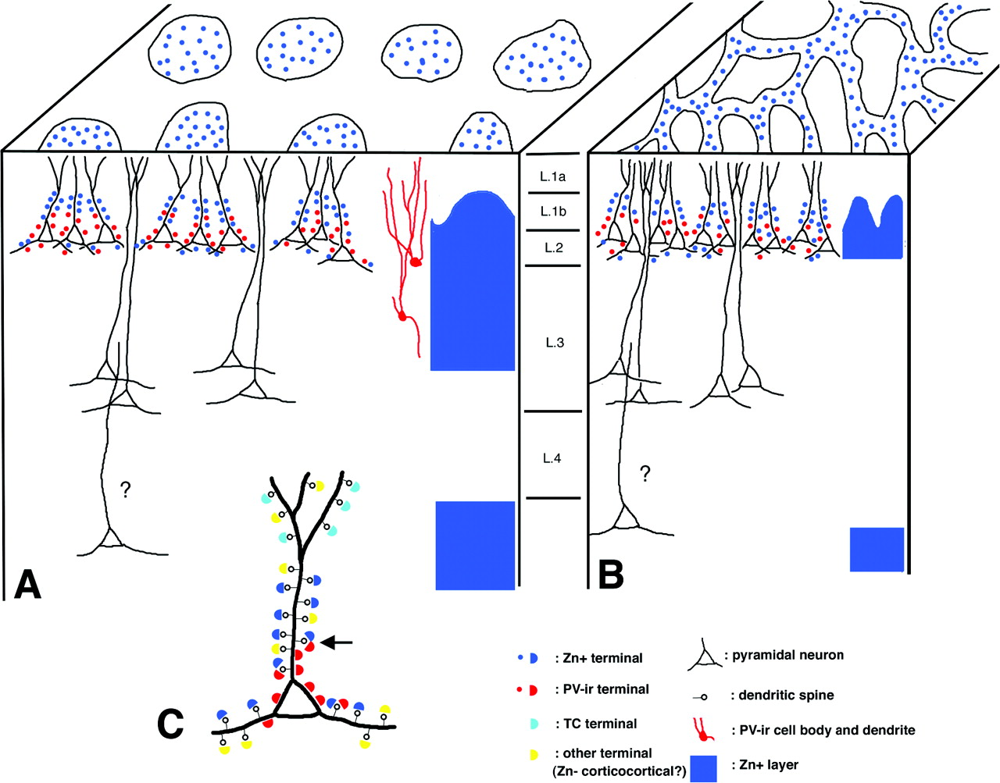 L.1a
L.1b
L.2
L.3
L.4
?
?
A
B
C
: Zn+ terminal
: PV-ir terminal
: TC terminal
: other terminal
(Zn- corticocortical?)
: pyramidal neuron
: dendritic spine
: PV-ir cell body and dendrite
: Zn+ layer